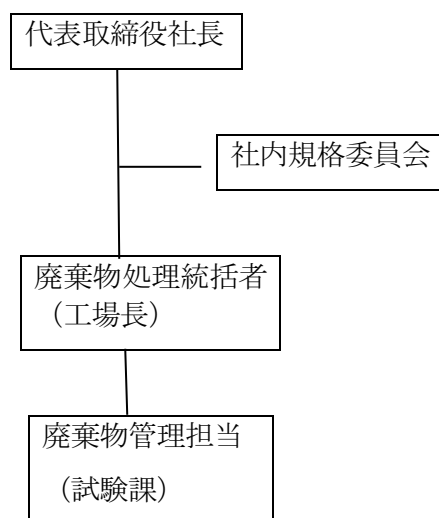 代表取締役社長
社内規格委員会
廃棄物処理統括者
（工場長）
廃棄物管理担当
（試験課）